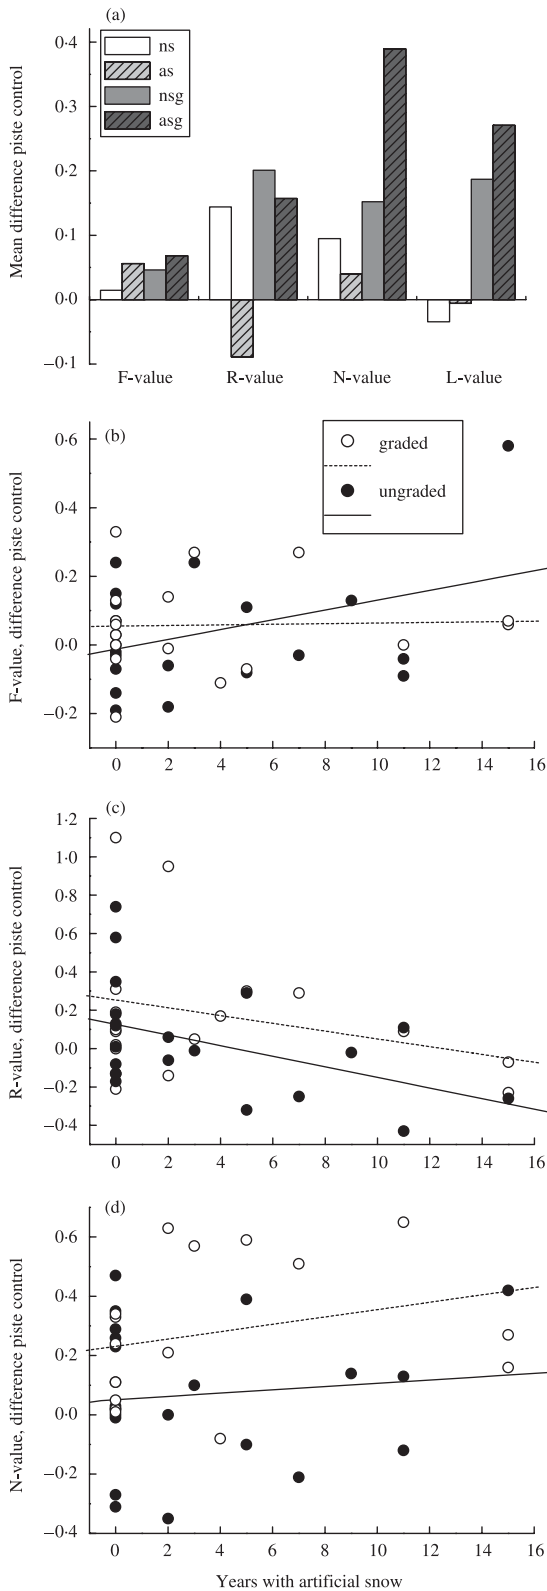 (a)
0·4
0·3
0·2
0·1
0·0
–0·1
Mean difference piste control
ns
as
nsg
asg
F-value R-value N-value L-value
(b)
0·6
0·4
0·2
0·0
–0·2
F-value, difference piste control
graded
ungraded
0 2 4 6 8 10 12 14 16
(c)
1·2
1·0
0·8
0·6
0·4
0·2
0·0
–0·2
–0·4
R-value, difference piste control
0 2 4 6 8 10 12 14 16
(d)
0·6
0·4
0·2
0·0
–0·2
–0·4
N-value, difference piste control
0 2 4 6 8 10 12 14 16
Years with artificial snow